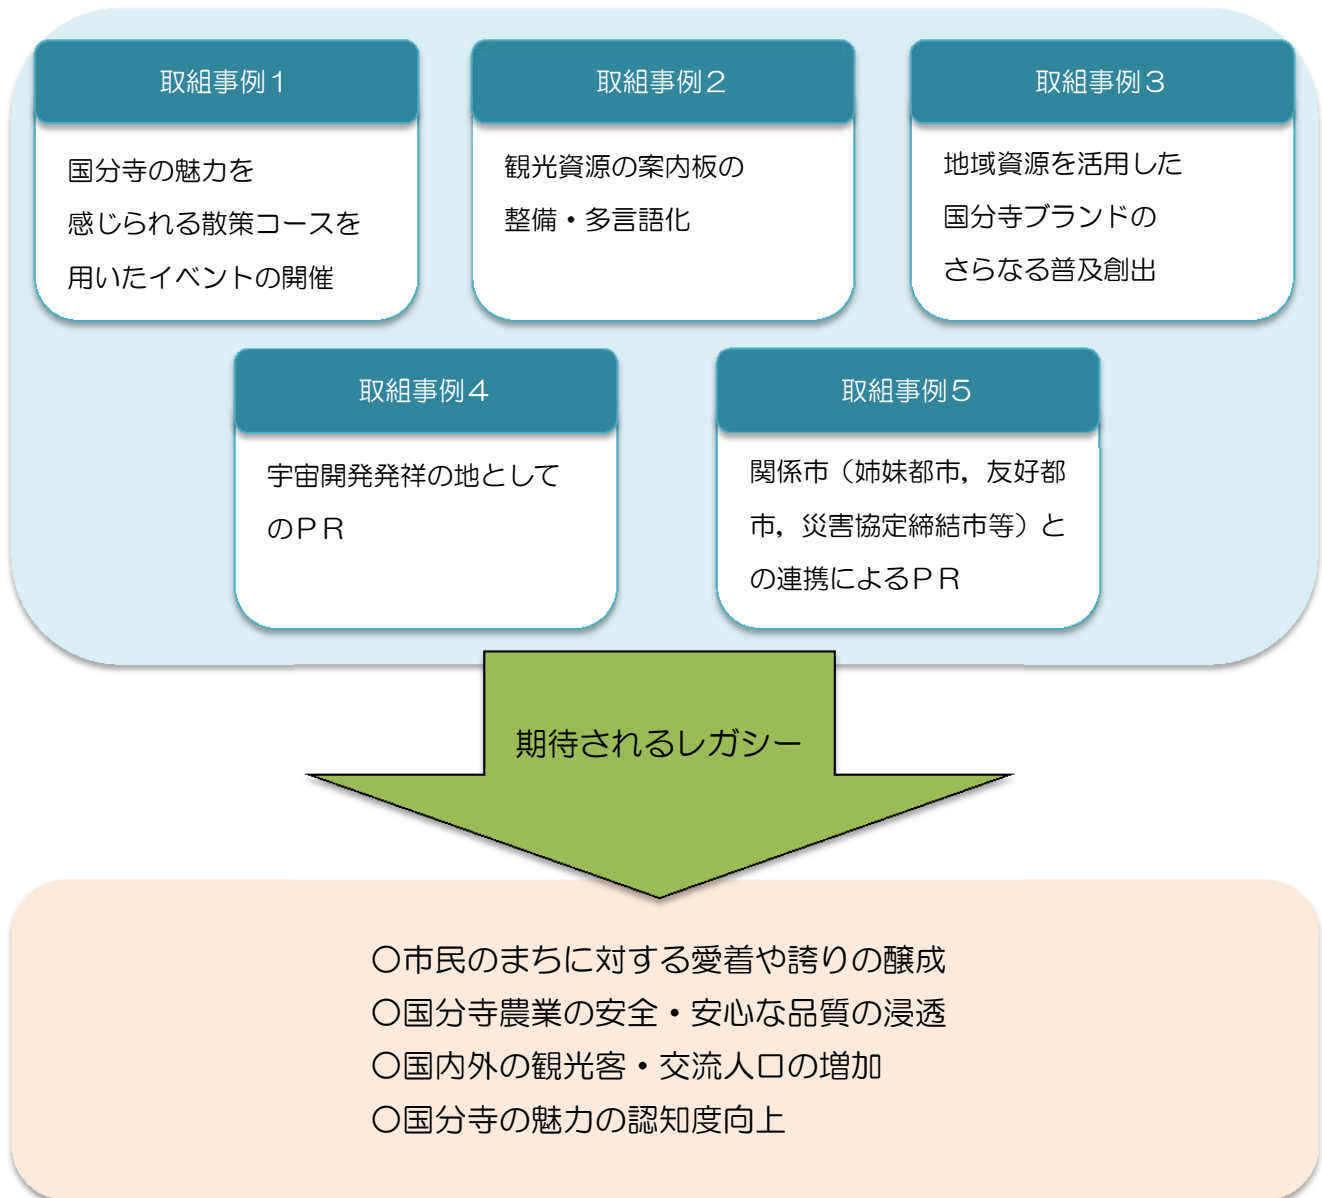 取組事例１
国分寺の魅力を
感じられる散策コースを
用いたイベントの開催
取組事例２
観光資源の案内板の
整備・多言語化
取組事例３
地域資源を活用した
国分寺ブランドの
さらなる普及創出
取組事例４
宇宙開発発祥の地として
のＰＲ
取組事例５
関係市（姉妹都市，友好都
市，災害協定締結市等）と
の連携によるＰＲ
期待されるレガシー
○市民のまちに対する愛着や誇りの醸成
○国分寺農業の安全・安心な品質の浸透
○国内外の観光客・交流人口の増加
○国分寺の魅力の認知度向上